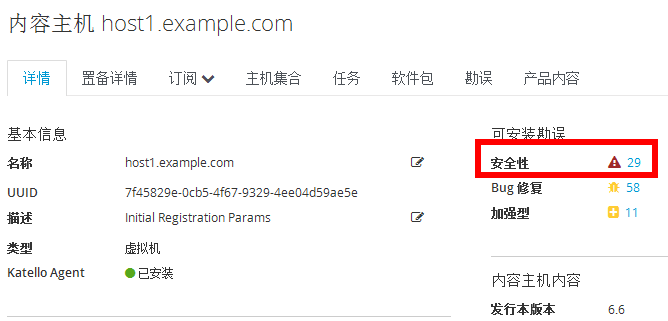 内容主机 host1.example.com
详情 置备详情 订阅 主机集合 任务 软件包 勘误 产品内容
基本信息
名称 host1.example.com
UUID 7f45829e-0cb5-4f67-9329-4ee04d59ae5e
描述 Initial Registration Params
类型 虚拟机
Katello Agent 已安装
可安装勘误
安全性 29
Bug 修复 58
加强型 11
内容主机内容
发行本版本 6.6